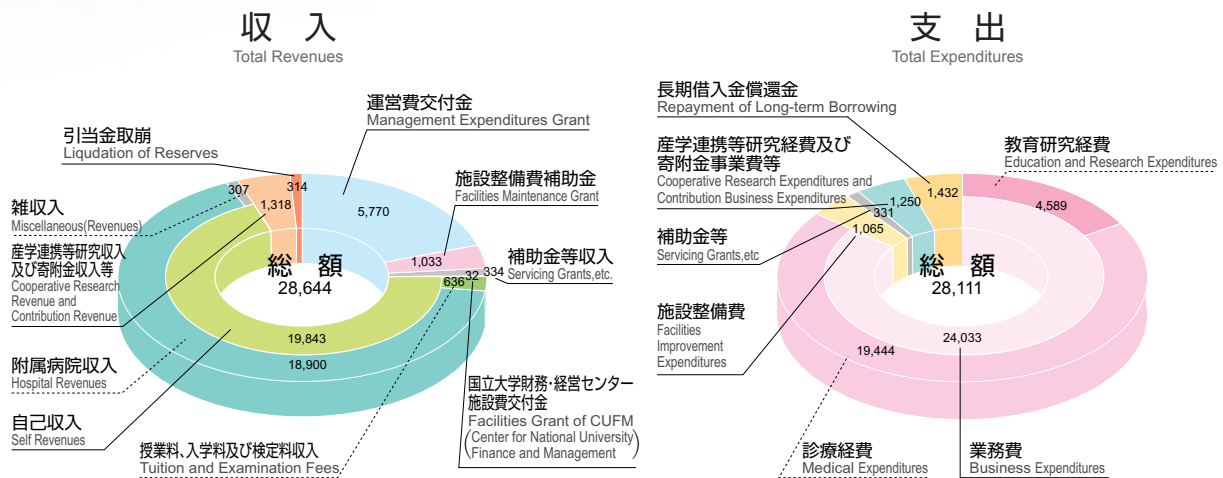 収 入
Total Revenues
運営費交付金
Management Expenditures Grant
引当金取崩
Liqudation of Reserves
施設整備費補助金
Facilities Maintenance Grant
雑収入
Miscellaneous(Revenues)
補助金等収入
Servicing Grants,etc.
産学連携等研究収入
及び寄附金収入等
Cooperative Research
Revenue and
Contribution Revenue
附属病院収入
Hospital Revenues
自己収入
Self Revenues
授業料、入学料及び検定料収入
Tuition and Examination Fees
国立大学財務・経営センター
施設費交付金
Facilities Grant of CUFM
(Center for National University
Finance and Management)
307
1,318
314
5,770
1,033
334
32
636
総 額
28,644
19,843
18,900
支 出
Total Expenditures
長期借入金償還金
Repayment of Long-term Borrowing
産学連携等研究経費及び
寄附金事業費等
Cooperative Research Expenditures and
Contribution Business Expenditures
教育研究経費
Education and Research Expenditures
補助金等
Servicing Grants,etc
施設整備費
Facilities
Improvement
Expenditures
診療経費
Medical Expenditures
業務費
Business Expenditures
1,432
1,250
331
1,065
4,589
総 額
28,111
24,033
19,444